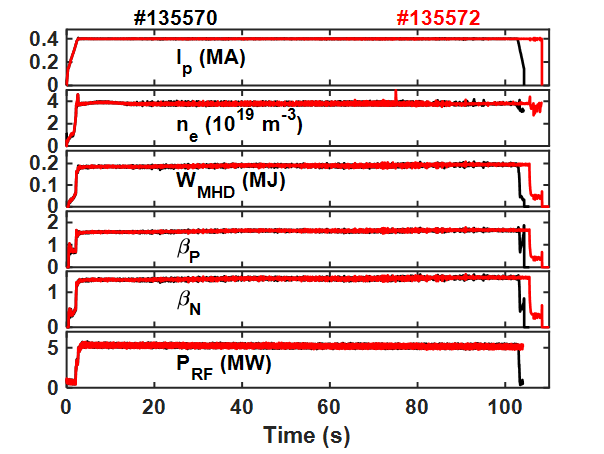 #135570 #135572
0.4
0.2
0
I_p (MA)
4
2
0
n_e (10^19 m^-3)
0.2
0.1
0
W_MHD (MJ)
2
1
0
β_P
1
0
β_N
5
0
P_RF (MW)
0 20 40 60 80 100
Time (s)